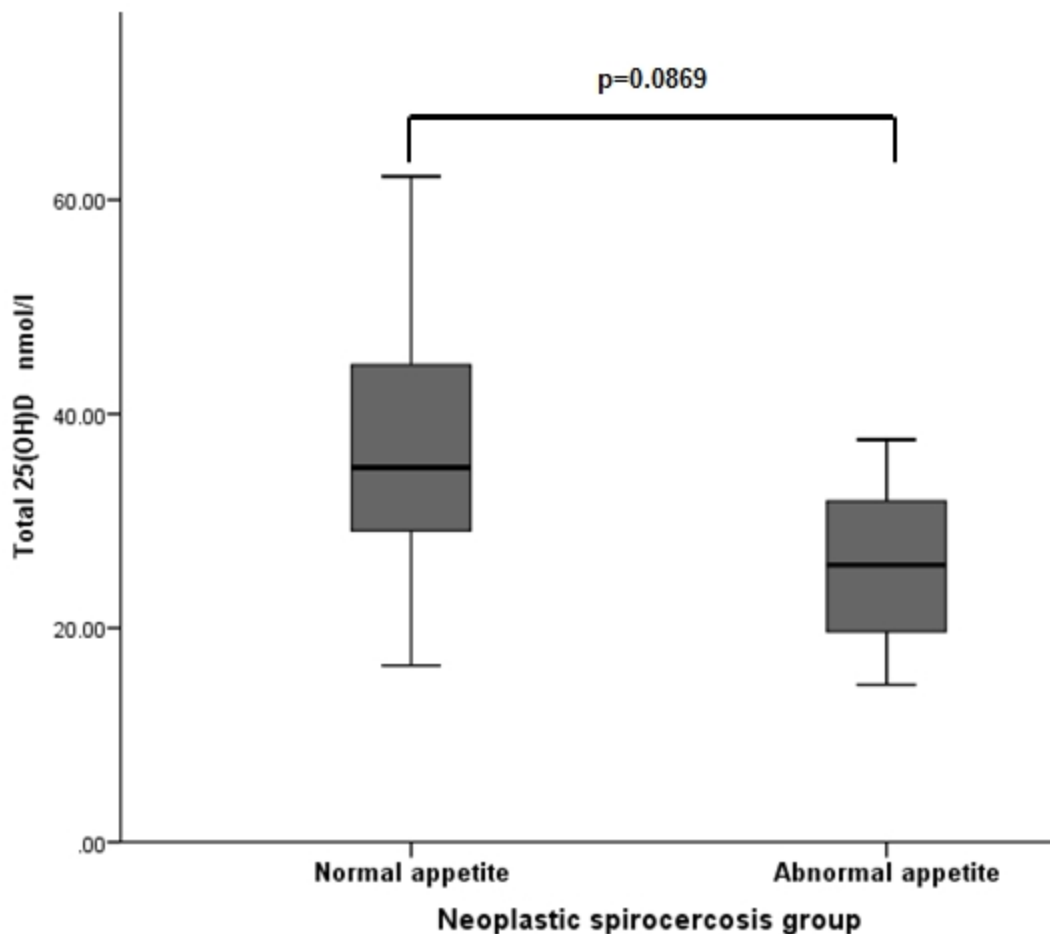 p=0.0869
Total 25(OH)D nmol/l
60.00
40.00
20.00
.00
Normal appetite
Abnormal appetite
Neoplastic spirocercosis group